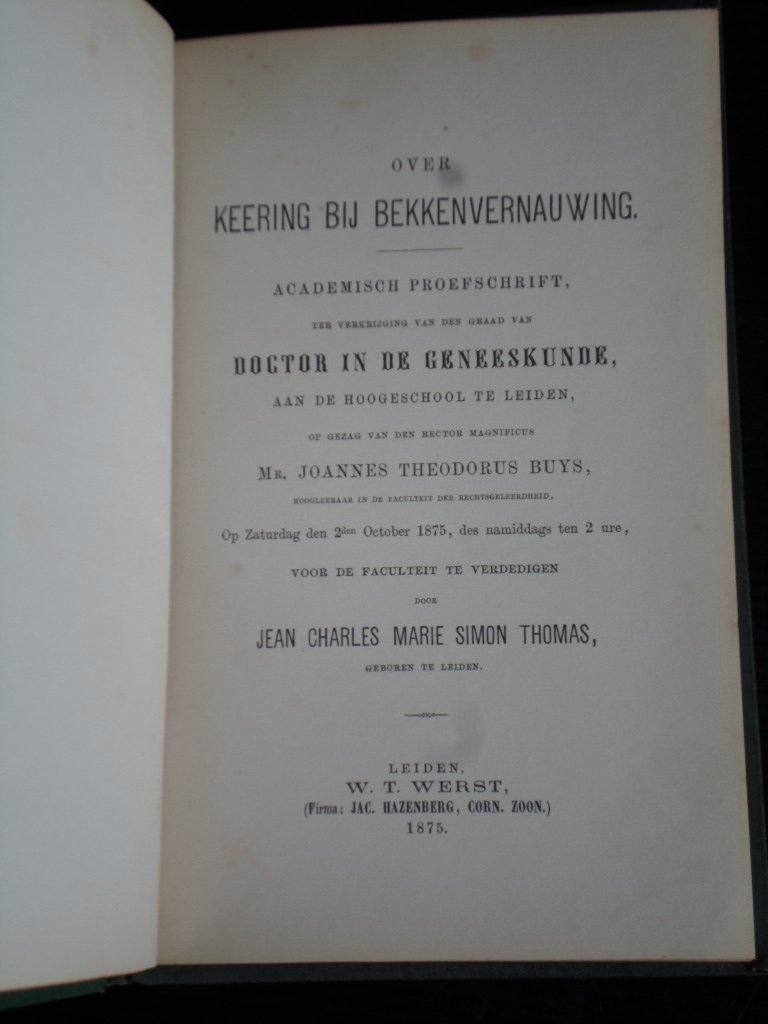 OVER
KEERING BIJ BEKKENVERNAUWING.
ACADEMISCH PROEFSCHRIFT,
TER VERKRIJGING VAN DEN GRAAD VAN
DOCTOR IN DE GENEESKUNDE,
AAN DE HOOGESCHOOL TE LEIDEN,
OP GEZAG VAN DEN RECTOR MAGNIFICUS
MR. JOANNES THEODORUS BUYS,
HOOGLEERAAR IN DE FACULTEIT DER RECHTSGELEERDHEID,
Op Zaturdag den 2den October 1875, des namiddags ten 2 ure,
VOOR DE FACULTEIT TE VERDEDIGEN
DOOR
JEAN CHARLES MARIE SIMON THOMAS,
GEBOREN TE LEIDEN.
LEIDEN,
W. T. WERST,
(Firma: JAC. HAZENBERG, CORN. ZOON.)
1875.